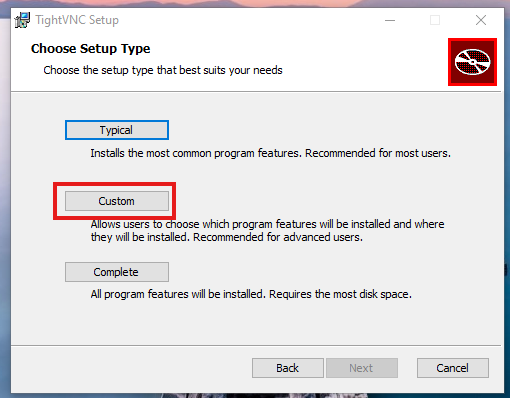 TightVNC Setup
Choose Setup Type
Choose the setup type that best suits your needs
Typical
Installs the most common program features. Recommended for most users.
Custom
Allows users to choose which program features will be installed and where
they will be installed. Recommended for advanced users.
Complete
All program features will be installed. Requires the most disk space.
Back
Next
Cancel